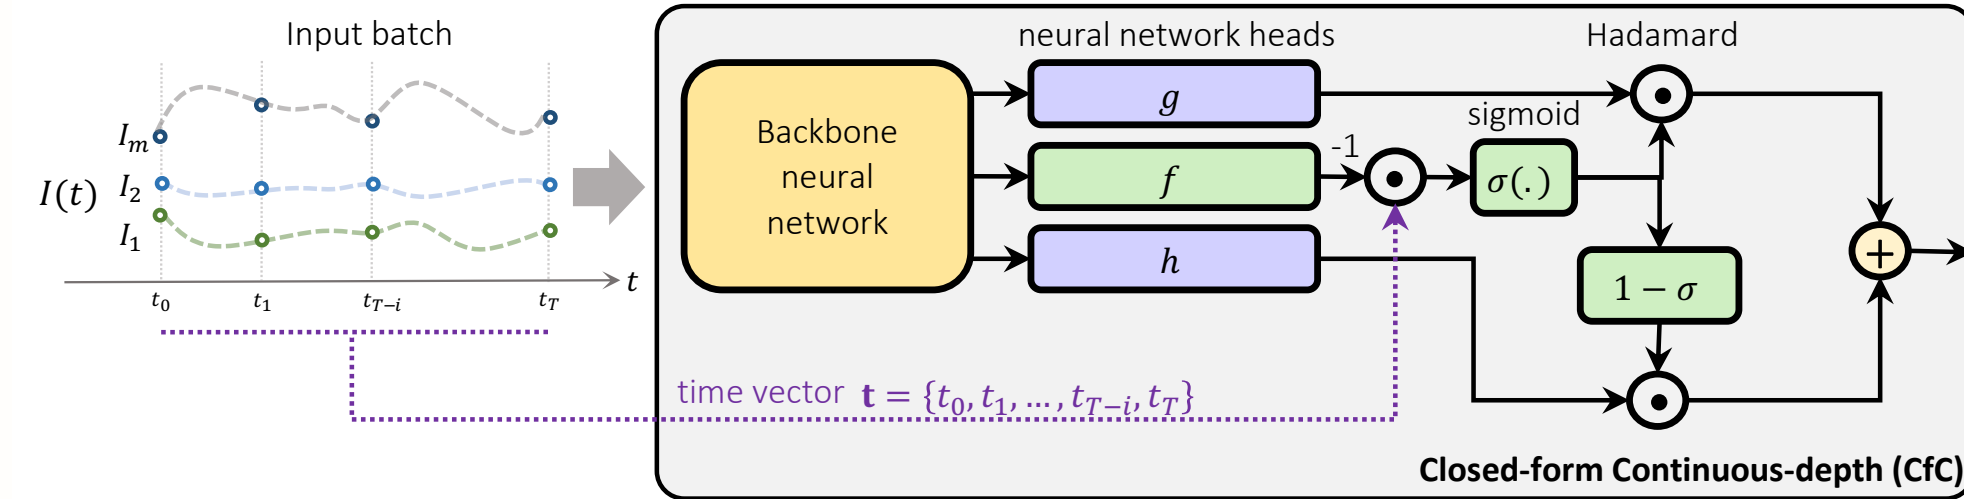 Input batch
I_m
I_2
I(t)
I_1
t
t_0 t_1 t_{T-i} t_T
time vector t = {t_0, t_1, ..., t_{T-i}, t_T}
neural network heads
Hadamard
Backbone
neural
network
g
f
h
-1
sigmoid
σ(.)
1 − σ
+
Closed-form Continuous-depth (CfC)